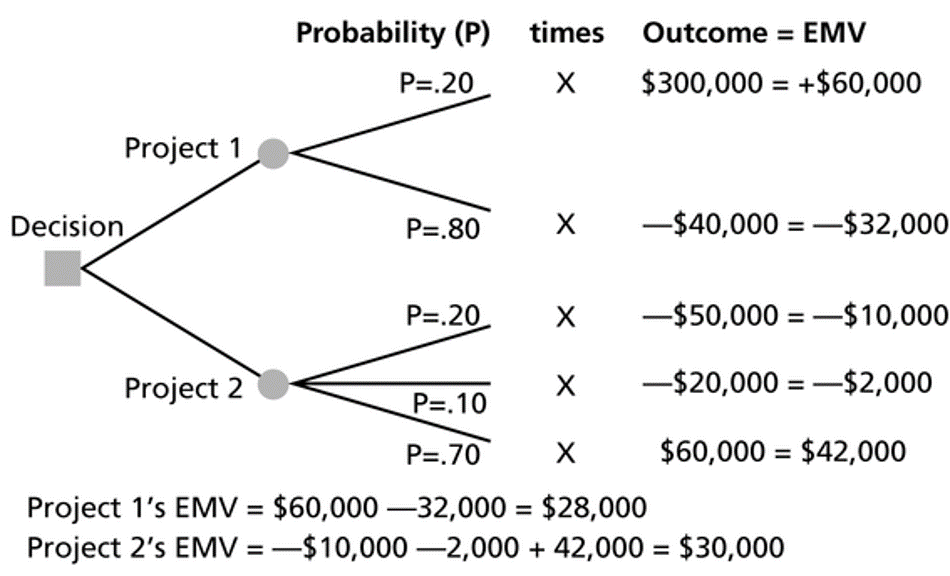 Probability (P) times Outcome = EMV
P=.20 X $300,000 = +$60,000
Project 1
P=.80 X —$40,000 = —$32,000
Decision
P=.20 X —$50,000 = —$10,000
Project 2
P=.10 X —$20,000 = —$2,000
P=.70 X $60,000 = $42,000
Project 1’s EMV = $60,000 —32,000 = $28,000
Project 2’s EMV = —$10,000 —2,000 + 42,000 = $30,000